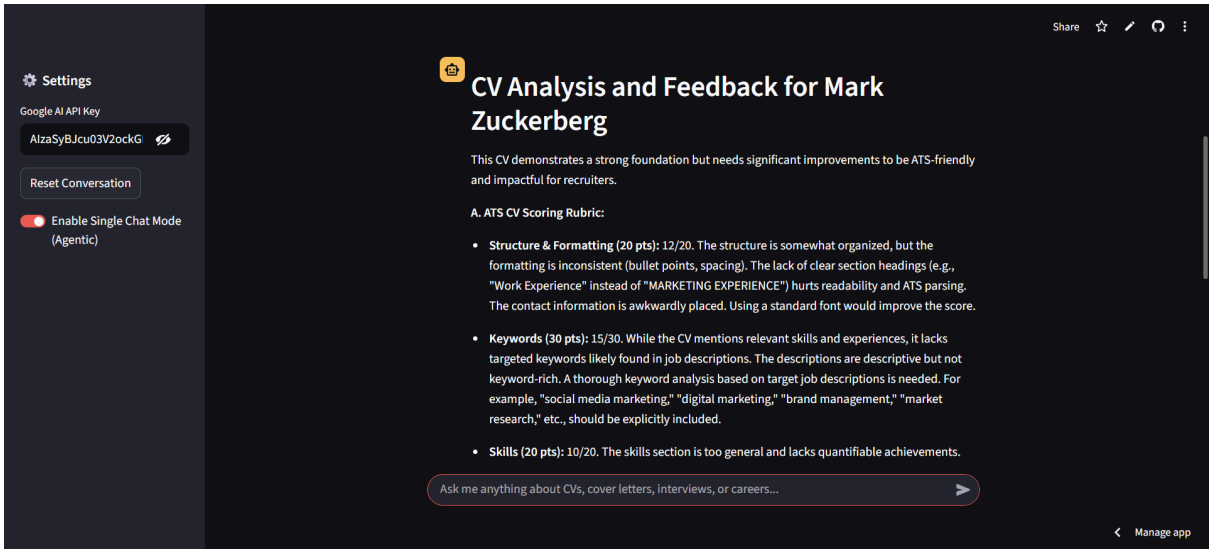 Share
Settings
Google AI API Key
AIzaSyBJcu03V2ockG
Reset Conversation
Enable Single Chat Mode
(Agentic)
CV Analysis and Feedback for Mark
Zuckerberg
This CV demonstrates a strong foundation but needs significant improvements to be ATS-friendly
and impactful for recruiters.
A. ATS CV Scoring Rubric:
• Structure & Formatting (20 pts): 12/20. The structure is somewhat organized, but the
formatting is inconsistent (bullet points, spacing). The lack of clear section headings (e.g.,
"Work Experience" instead of "MARKETING EXPERIENCE") hurts readability and ATS parsing.
The contact information is awkwardly placed. Using a standard font would improve the score.
• Keywords (30 pts): 15/30. While the CV mentions relevant skills and experiences, it lacks
targeted keywords likely found in job descriptions. The descriptions are descriptive but not
keyword-rich. A thorough keyword analysis based on target job descriptions is needed. For
example, "social media marketing," "digital marketing," "brand management," "market
research," etc., should be explicitly included.
• Skills (20 pts): 10/20. The skills section is too general and lacks quantifiable achievements.
Ask me anything about CVs, cover letters, interviews, or careers...
Manage app